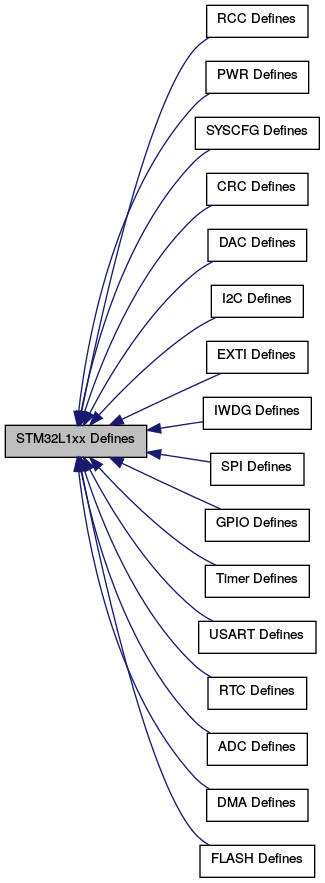 RCC Defines
PWR Defines
SYSCFG Defines
CRC Defines
DAC Defines
I2C Defines
EXTI Defines
IWDG Defines
STM32L1xx Defines
SPI Defines
GPIO Defines
Timer Defines
USART Defines
RTC Defines
ADC Defines
DMA Defines
FLASH Defines